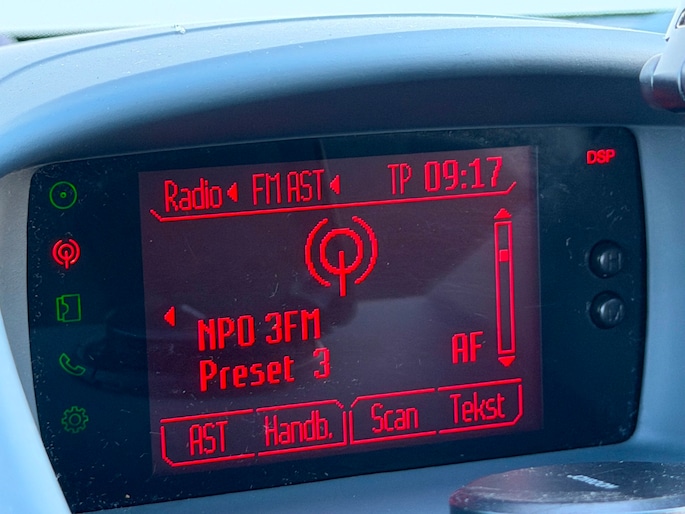 DSP
Radio FM AST TP 09:17
NPO 3FM
Preset 3
AF
AST Handb. Scan Tekst